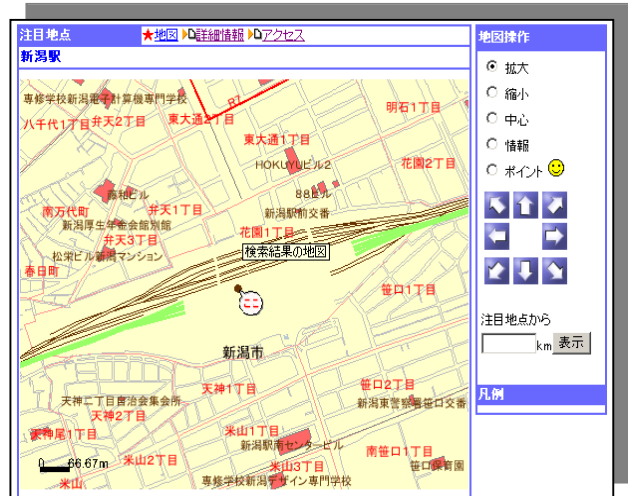 注目地点
★地図 詳細情報 アクセス
新潟駅
専修学校新潟電子計算機専門学校
R7
明石1丁目
八千代1丁目
弁天2丁目
東大通2丁目
東大通1丁目
HOKUYUビル2
花園2丁目
藤和ビル
88ビル
南万代町
弁天1丁目
新潟駅前交番
新潟厚生年金会館別館
花園1丁目
弁天3丁目
検索結果の地図
松栄ビル新潟マンション
春日町
笹口1丁目
新潟市
天神1丁目
笹口2丁目
天神二丁目自治会集会所
新潟東警察署笹口交番
天神2丁目
天神尾1丁目
米山1丁目
新潟駅南センタービル
南笹口1丁目
0 66.67m
米山2丁目
米山3丁目
笹口保育園
米山
専修学校新潟デザイン専門学校
地図操作
拡大
縮小
中心
情報
ポイント
注目地点から
km 表示
凡例